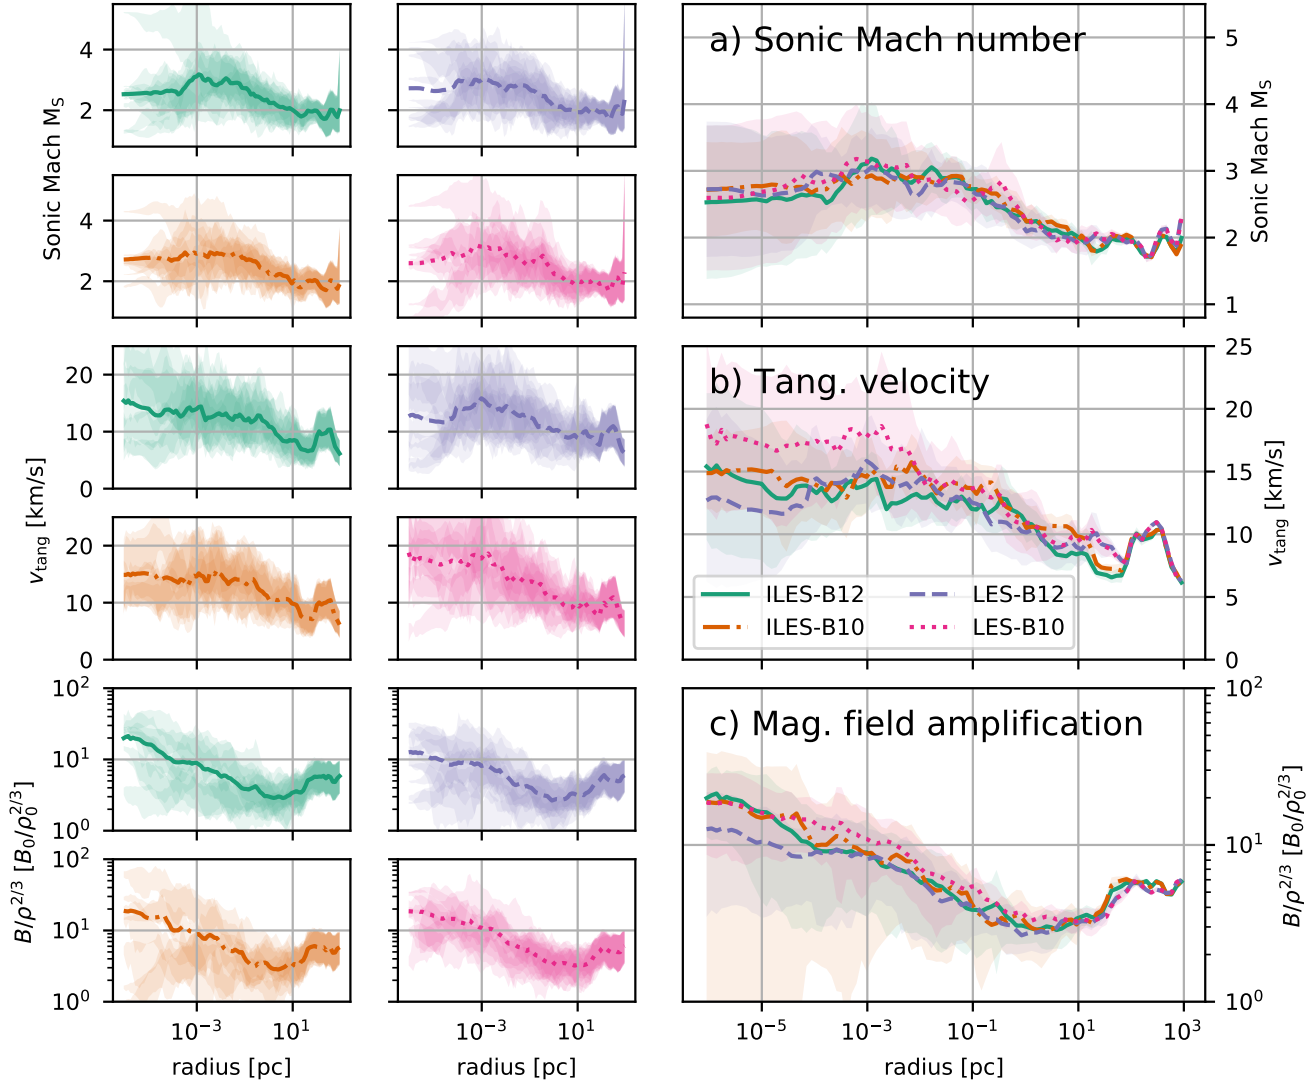 a) Sonic Mach number
Sonic Mach M_S
4
2
4
2
5
4
3
2
1
Sonic Mach M_S
b) Tang. velocity
v_tang [km/s]
20
10
0
20
10
0
25
20
15
10
5
0
v_tang [km/s]
ILES-B12
LES-B12
ILES-B10
LES-B10
c) Mag. field amplification
B/ρ^{2/3} [B_0/ρ_0^{2/3}]
10^2
10^1
10^0
10^2
10^1
10^0
10^2
10^1
10^0
B/ρ^{2/3} [B_0/ρ_0^{2/3}]
10^{-3}
10^1
10^{-3}
10^1
10^{-5}
10^{-3}
10^{-1}
10^1
10^3
radius [pc]
radius [pc]
radius [pc]